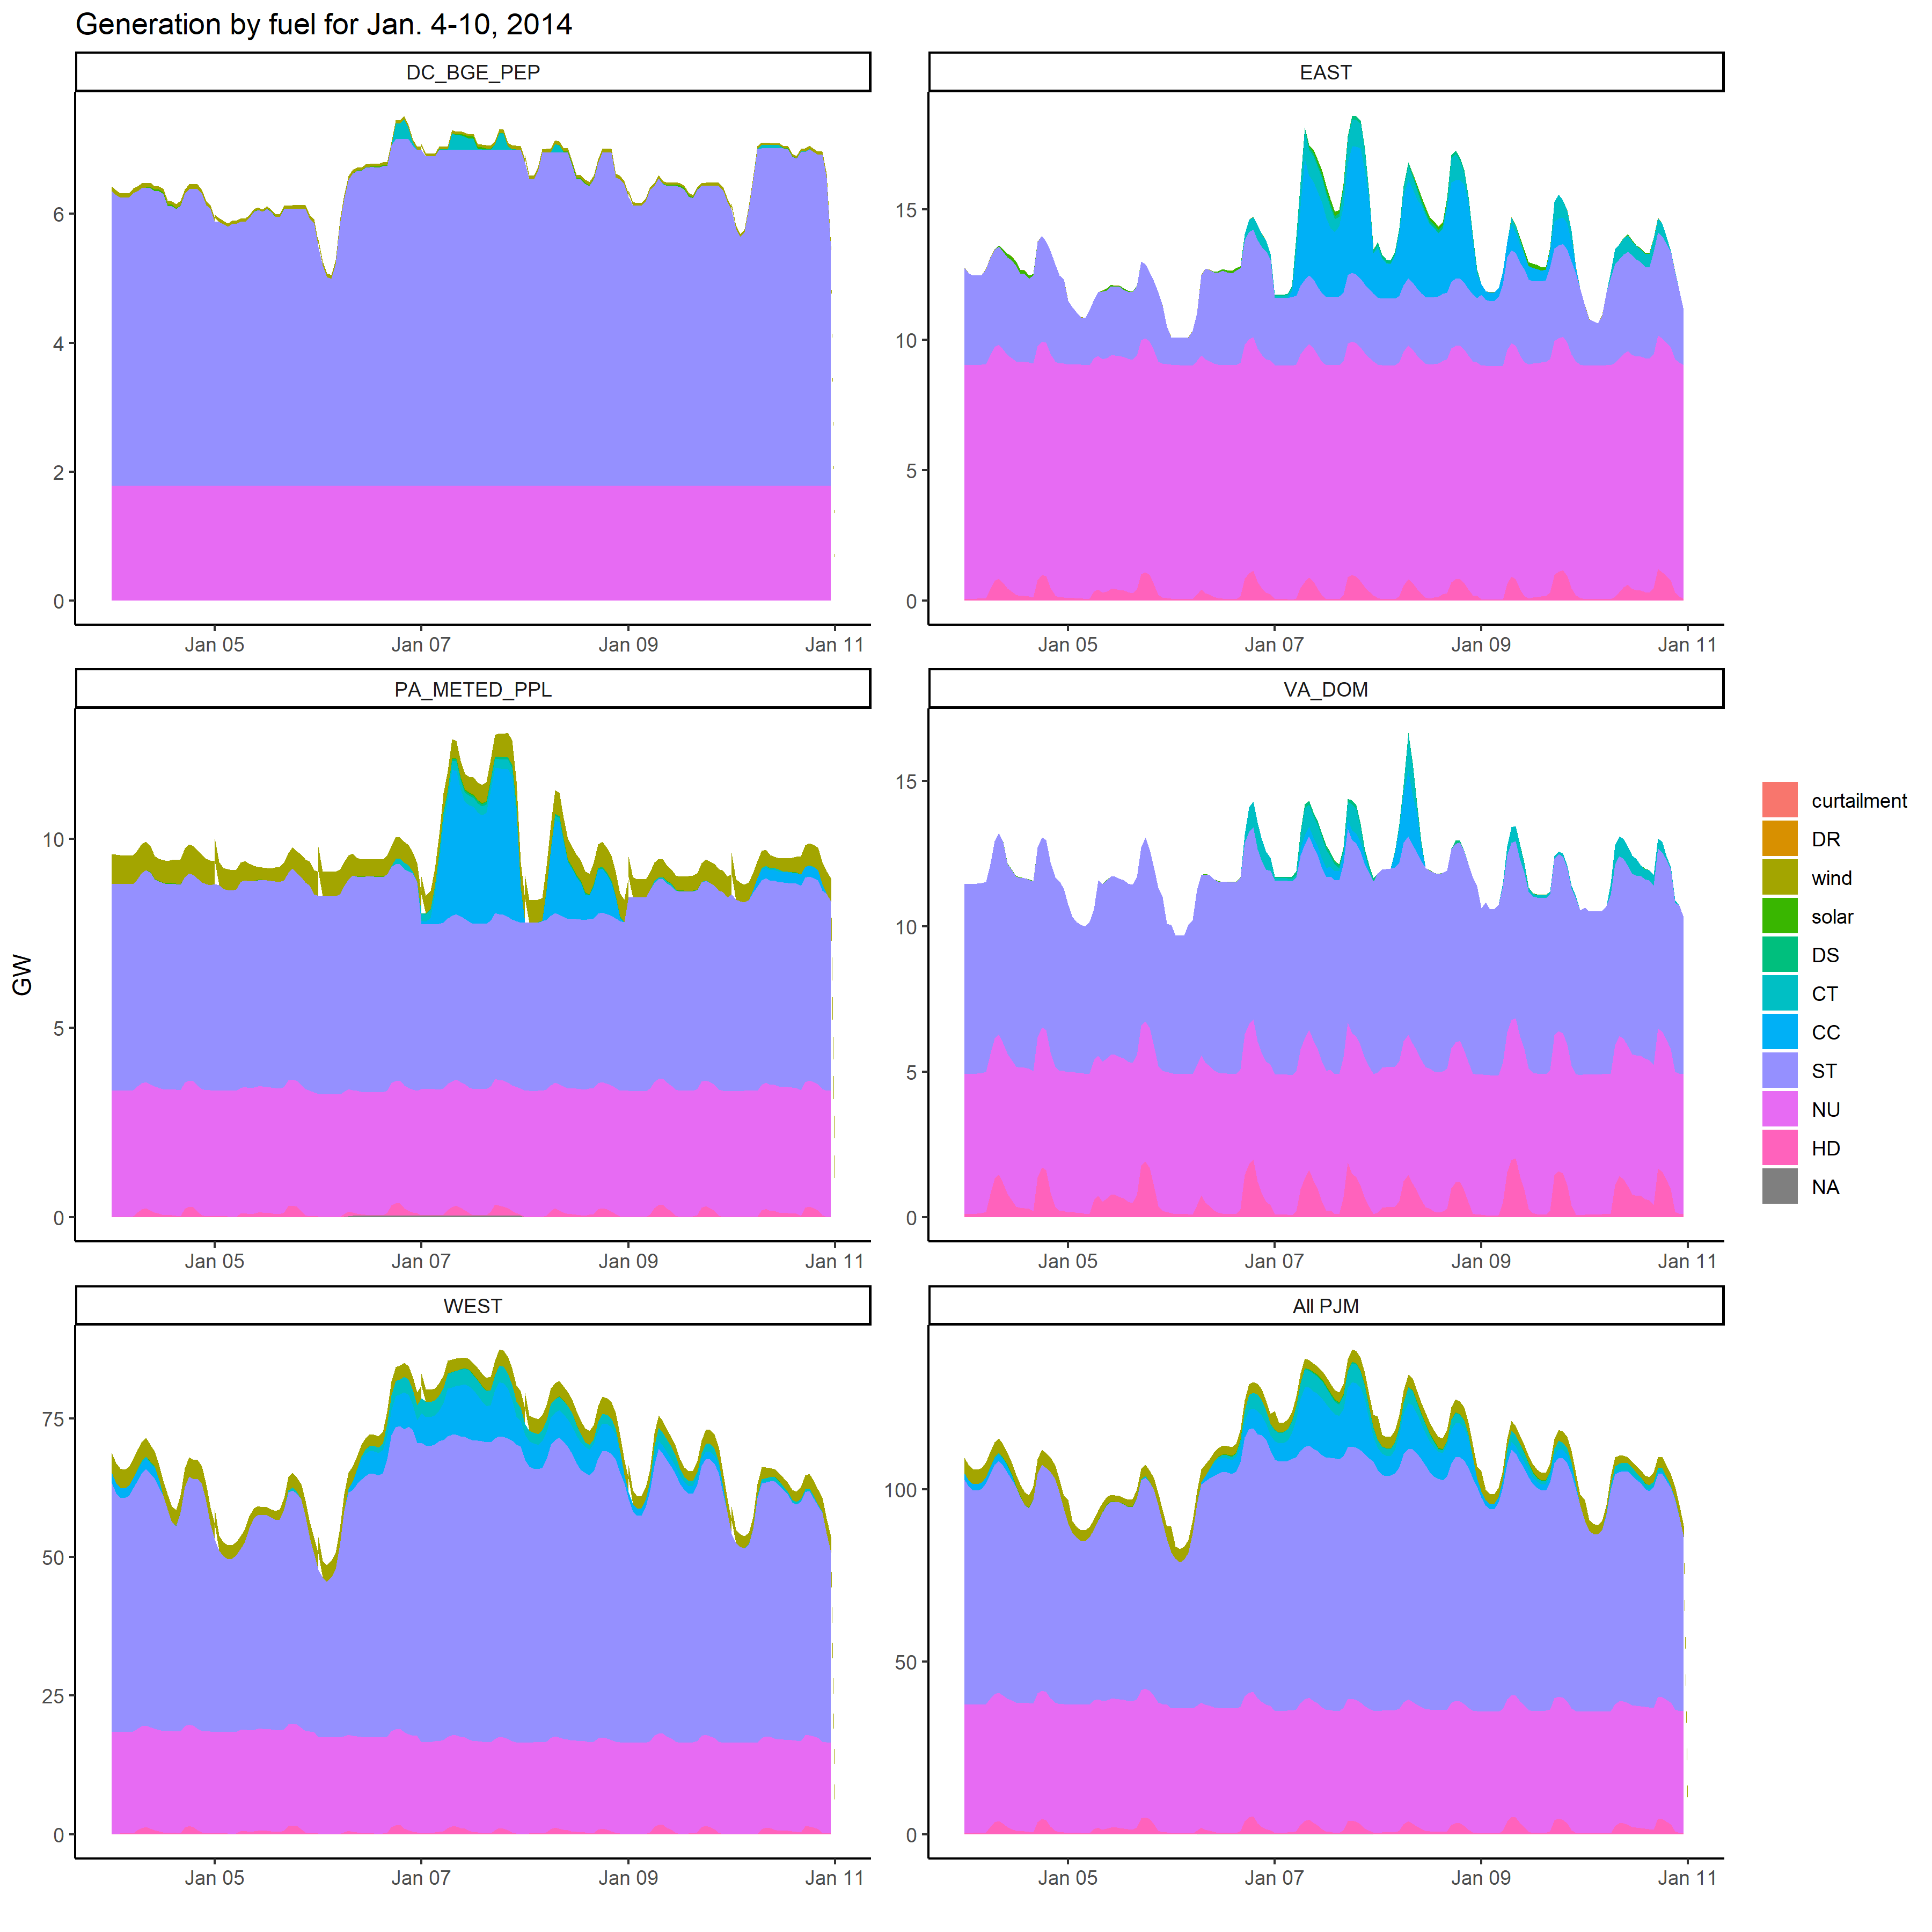 Generation by fuel for Jan. 4-10, 2014
DC_BGE_PEP
EAST
6
4
2
0
Jan 05
Jan 07
Jan 09
Jan 11
15
10
5
0
Jan 05
Jan 07
Jan 09
Jan 11
PA_METED_PPL
VA_DOM
GW
10
5
0
Jan 05
Jan 07
Jan 09
Jan 11
15
10
5
0
Jan 05
Jan 07
Jan 09
Jan 11
WEST
All PJM
75
50
25
0
Jan 05
Jan 07
Jan 09
Jan 11
100
50
0
Jan 05
Jan 07
Jan 09
Jan 11
curtailment
DR
wind
solar
DS
CT
CC
ST
NU
HD
NA